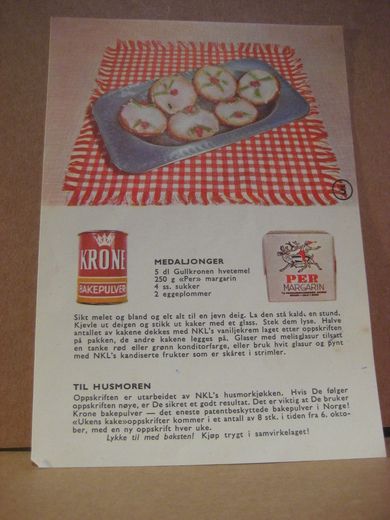 KRONE
BAKEPULVER
PER
MARGARIN
MEDALJONGER
5 dl Gullkronen hvetemel
250 g «Per» margarin
4 ss. sukker
2 eggeplommer
Sikt melet og bland og elt alt til en jevn deig. La den stå kald, en stund.
Kjevle ut deigen og stikk ut kaker med et glass. Stek dem lyse. Halve
antallet av kakene dekkes med NKL's vaniljekrem laget etter oppskriften
på pakken, de andre kakene legges på. Glaser med melisglasur tilsatt
en tanke rød eller grønn konditorfarge, eller bruk hvit glasur og pynt
med NKL's kandiserte frukter som er skåret i strimler.
TIL HUSMOREN
Oppskriften er utarbeidet av NKL's husmorkjøkken. Hvis De følger
oppskriften nøye, er De sikret et godt resultat. Det er viktig at De bruker
Krone bakepulver — det eneste patentbeskyttede bakepulver i Norge!
«Ukens kake»oppskrifter kommer i et antall av 8 stk. i tiden fra 6. okto-
ber, med en ny oppskrift hver uke.
Lykke til med baksten! Kjøp trygt i samvirkelaget!